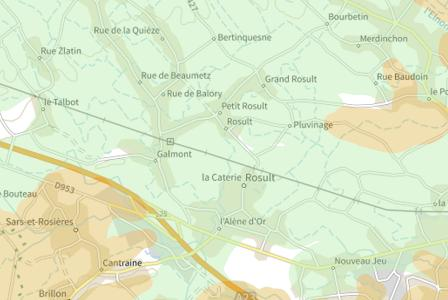 Bourbetin
Rue de la Quièze
Bertinquesne
Merdinchon
Rue Zlatin
Rue de Beaumetz
Grand Rosult
Rue Baudoin
Rue de Balory
le Talbot
Petit Rosult
Rosult
Pluvinage
Galmont
la Caterie
Rosult
D953
Bouteau
Sars-et-Rosières
l'Alène d'Or
Cantraine
Nouveau Jeu
Brillon
A23
la